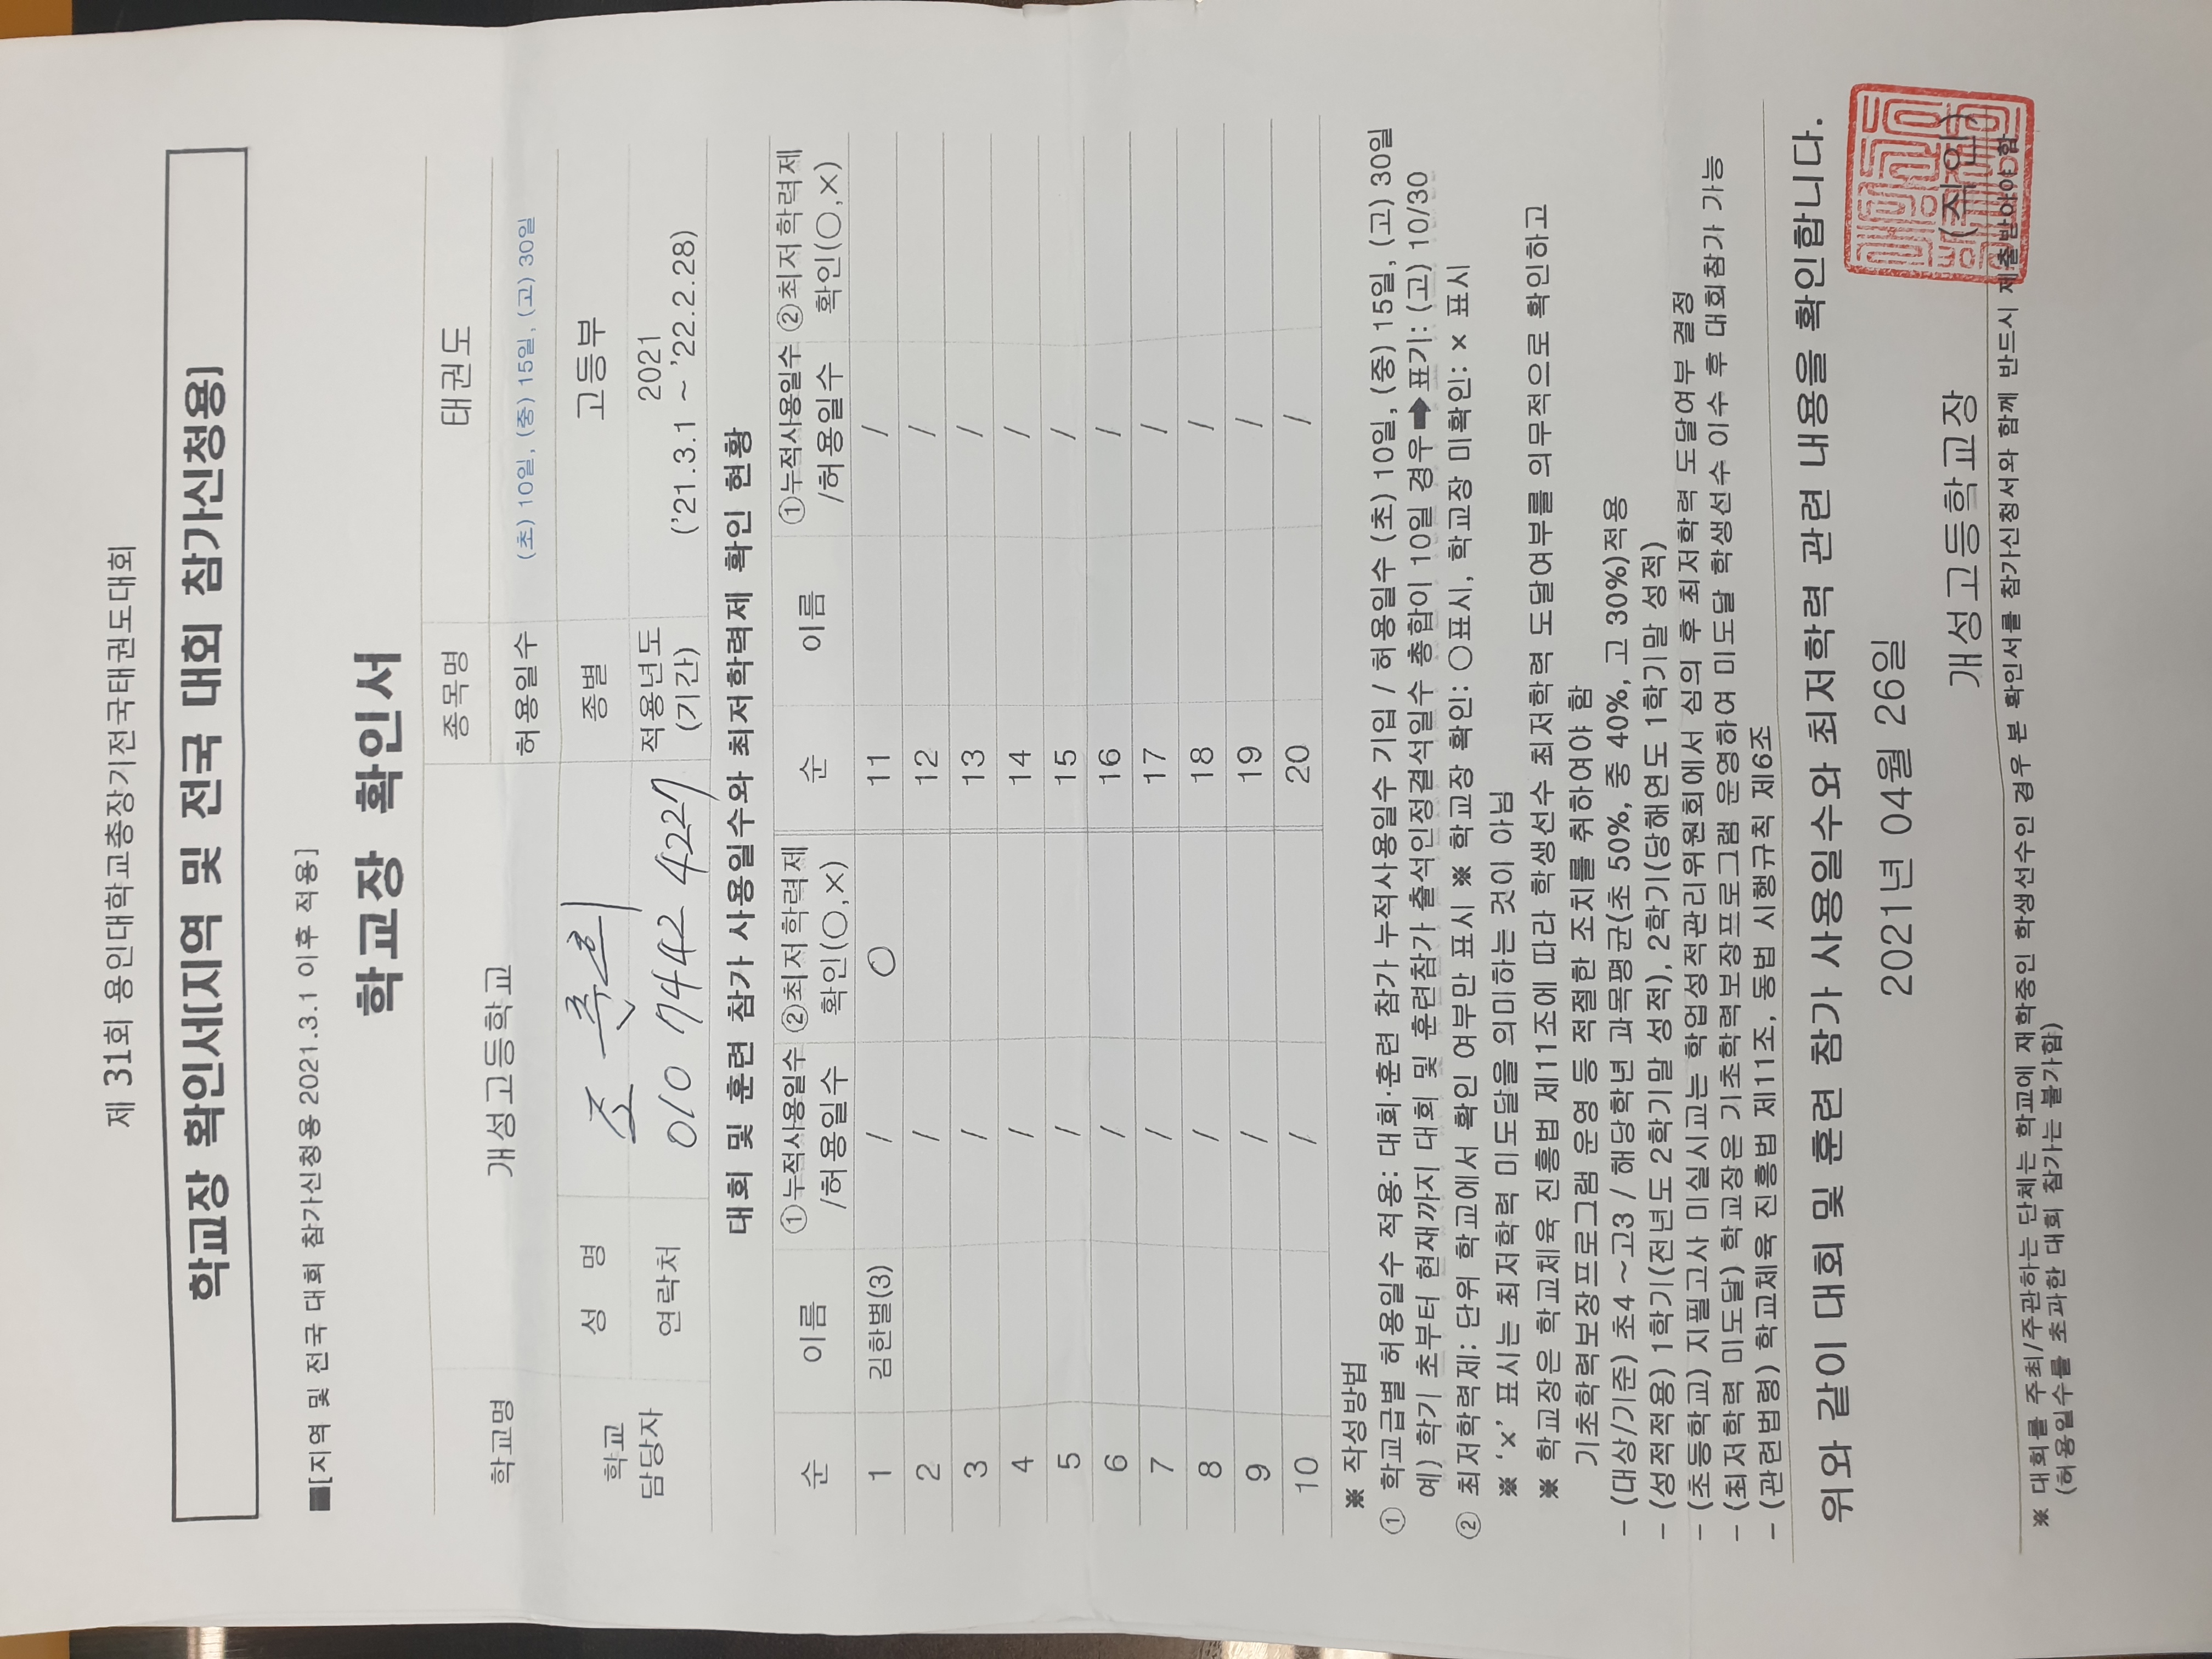 제 31회 용인대학교총장기전국태권도대회
학교장 확인서[지역 및 전국 대회 참가신청용]
■[지역 및 전국 대회 참가신청용 2021.3.1 이후 적용]
학교장 확인서
학교명 개성고등학교 종목명 태권도
허용일수 (초) 10일, (중) 15일, (고) 30일
학교 담당자 성 명 조 종현 종별 고등부
연락처 010 7442 4227 적용년도 (기간) 2021 ('21.3.1 ~ '22.2.28)
대회 및 훈련 참가 사용일수와 최저학력제 확인 현황
순 이름 ①누적사용일수 /허용일수 ②최저학력제 확인(○,×) 순 이름 ①누적사용일수 /허용일수 ②최저학력제 확인(○,×)
1 김한별(3) / ○ 11 /
2 / 12 /
3 / 13 /
4 / 14 /
5 / 15 /
6 / 16 /
7 / 17 /
8 / 18 /
9 / 19 /
10 / 20 /
※ 작성방법
① 학교급별 허용일수 적용: 대회·훈련 참가 누적사용일수 기입 / 허용일수 (초) 10일, (중) 15일, (고) 30일
예) 학기 초부터 현재까지 대회 및 훈련참가 출석인정결석일수 총합이 10일 경우 ➡ 표기: (고) 10/30
② 최저학력제: 단위 학교에서 확인 여부만 표시 ※ 학교장 확인: ○표시, 학교장 미확인: × 표시
※ '×' 표시는 최저학력 미도달을 의미하는 것이 아님
※ 학교장은 학교체육 진흥법 제11조에 따라 학생선수 최저학력 도달여부를 의무적으로 확인하고
기초학력보장프로그램 운영 등 적절한 조치를 취하여야 함
- (대상/기준) 초4 ~ 고3 / 해당학년 과목평균(초 50%, 중 40%, 고 30%)적용
- (성적적용) 1학기(전년도 2학기말 성적), 2학기(당해연도 1학기말 성적)
- (초등학교) 지필고사 미실시교는 학업성적관리위원회에서 심의 후 최저학력 도달여부 결정
- (최저학력 미도달) 학교장은 기초학력보장프로그램 운영하여 미도달 학생선수 이수 후 대회참가 가능
- (관련법령) 학교체육 진흥법 제11조, 동법 시행규칙 제6조
위와 같이 대회 및 훈련 참가 사용일수와 최저학력 관련 내용을 확인합니다.
2021년 04월 26일
개성고등학교장 (직인)
※ 대회를 주최/주관하는 단체는 학교에 재학중인 학생선수인 경우 본 확인서를 참가신청서와 함께 반드시 제출받아야 함
(허용일수를 초과한 대회 참가는 불가함)